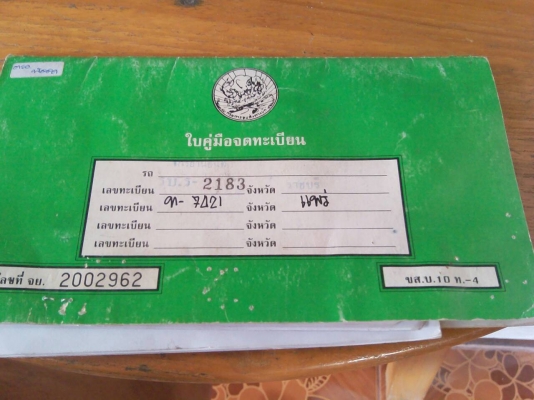 ใบคู่มือจดทะเบียน
รถ
เลขทะเบียน 2183 จังหวัด
เลขทะเบียน 7421 จังหวัด แพร่
เลขทะเบียน จังหวัด
เลขทะเบียน จังหวัด
เลขที่ จย. 2002962
ขส.บ.10 ท.-4